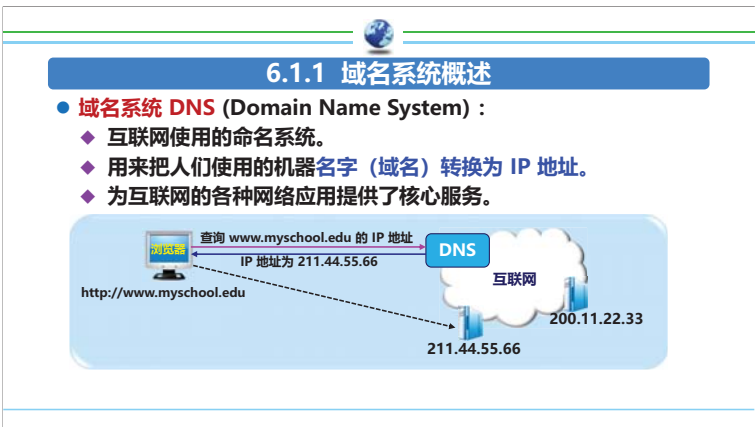 6.1.1 域名系统概述
域名系统 DNS (Domain Name System)：
互联网使用的命名系统。
用来把人们使用的机器名字（域名）转换为 IP 地址。
为互联网的各种网络应用提供了核心服务。
浏览器
查询 www.myschool.edu 的 IP 地址
IP 地址为 211.44.55.66
DNS
互联网
http://www.myschool.edu
200.11.22.33
211.44.55.66